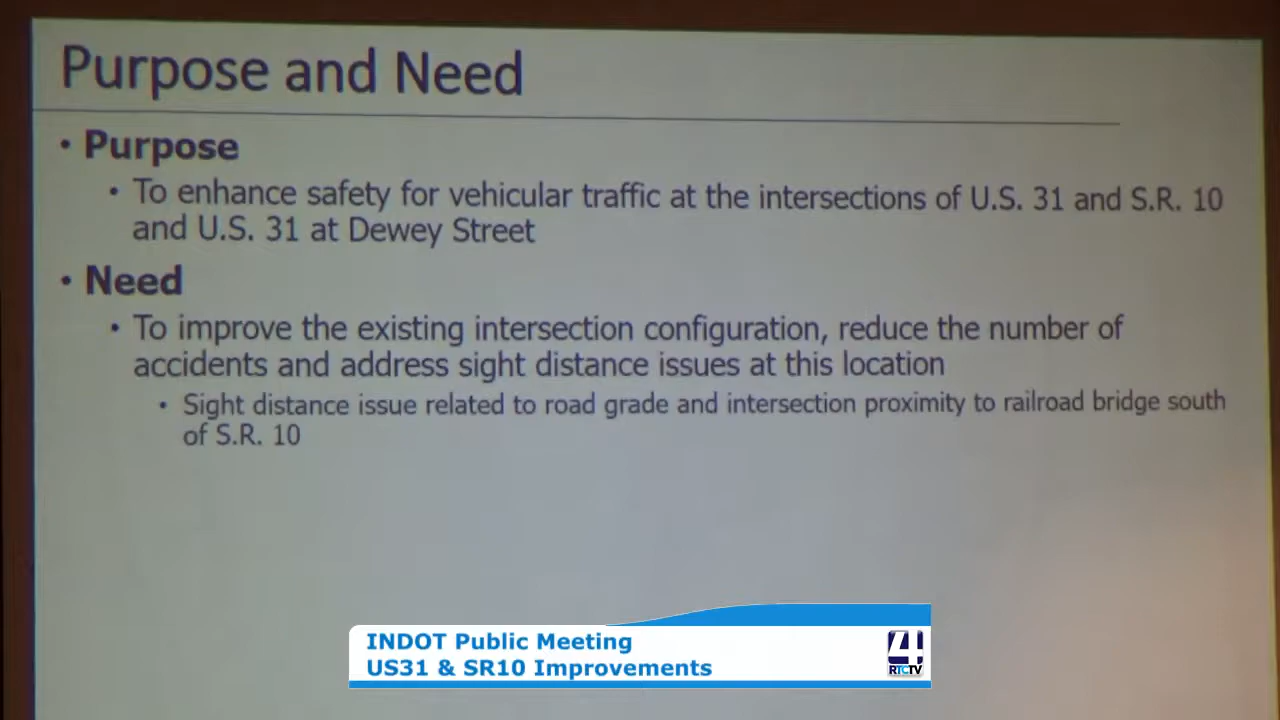 Purpose and Need
• Purpose
• To enhance safety for vehicular traffic at the intersections of U.S. 31 and S.R. 10
and U.S. 31 at Dewey Street
• Need
• To improve the existing intersection configuration, reduce the number of
accidents and address sight distance issues at this location
• Sight distance issue related to road grade and intersection proximity to railroad bridge south
of S.R. 10
INDOT Public Meeting
US31 & SR10 Improvements
4
RTCTV